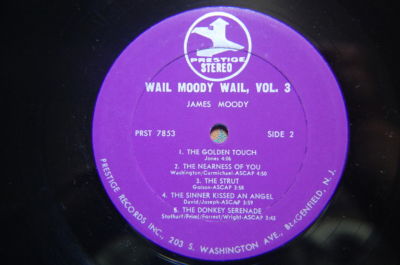 PRESTIGE
STEREO
WAIL MOODY WAIL, VOL. 3
JAMES MOODY
PRST 7853 SIDE 2
1. THE GOLDEN TOUCH
Jones 4:06
2. THE NEARNESS OF YOU
Washington/Carmichael-ASCAP 4:50
3. THE STRUT
Golson-ASCAP 3:58
4. THE SINNER KISSED AN ANGEL
David/Joseph-ASCAP 3:59
5. THE DONKEY SERENADE
Stothart/Friml/Forrest/Wright-ASCAP 3:43
PRESTIGE RECORDS, INC., 203 S. WASHINGTON AVE., BERGENFIELD, N. J.